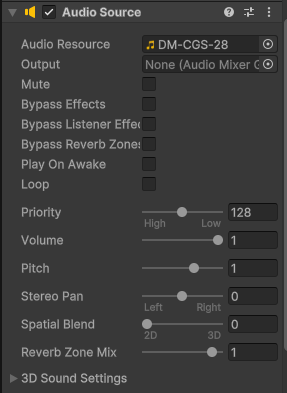 Audio Source
Audio Resource DM-CGS-28
Output None (Audio Mixer G
Mute
Bypass Effects
Bypass Listener Effec
Bypass Reverb Zones
Play On Awake
Loop
Priority 128
High Low
Volume 1
Pitch 1
Stereo Pan 0
Left Right
Spatial Blend 0
2D 3D
Reverb Zone Mix 1
3D Sound Settings